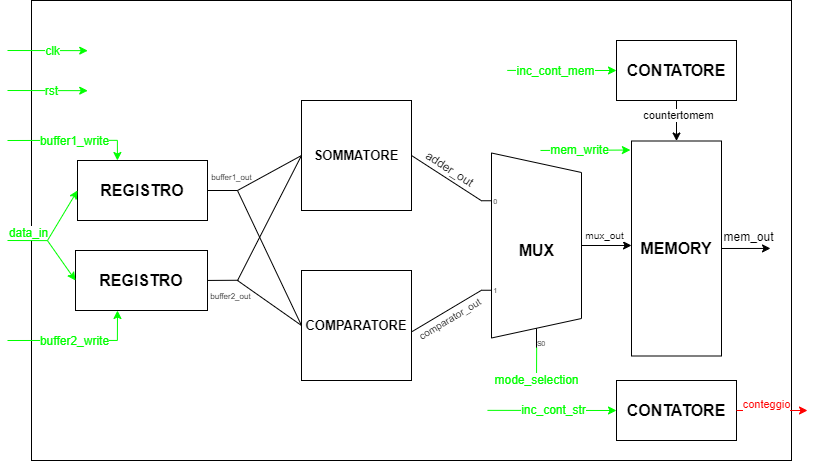 clk
rst
buffer1_write
data_in
buffer2_write
REGISTRO
REGISTRO
buffer1_out
buffer2_out
SOMMATORE
COMPARATORE
adder_out
comparator_out
0
1
MUX
S0
mode_selection
mux_out
inc_cont_mem
CONTATORE
countertomem
mem_write
MEMORY
mem_out
inc_cont_str
CONTATORE
conteggio